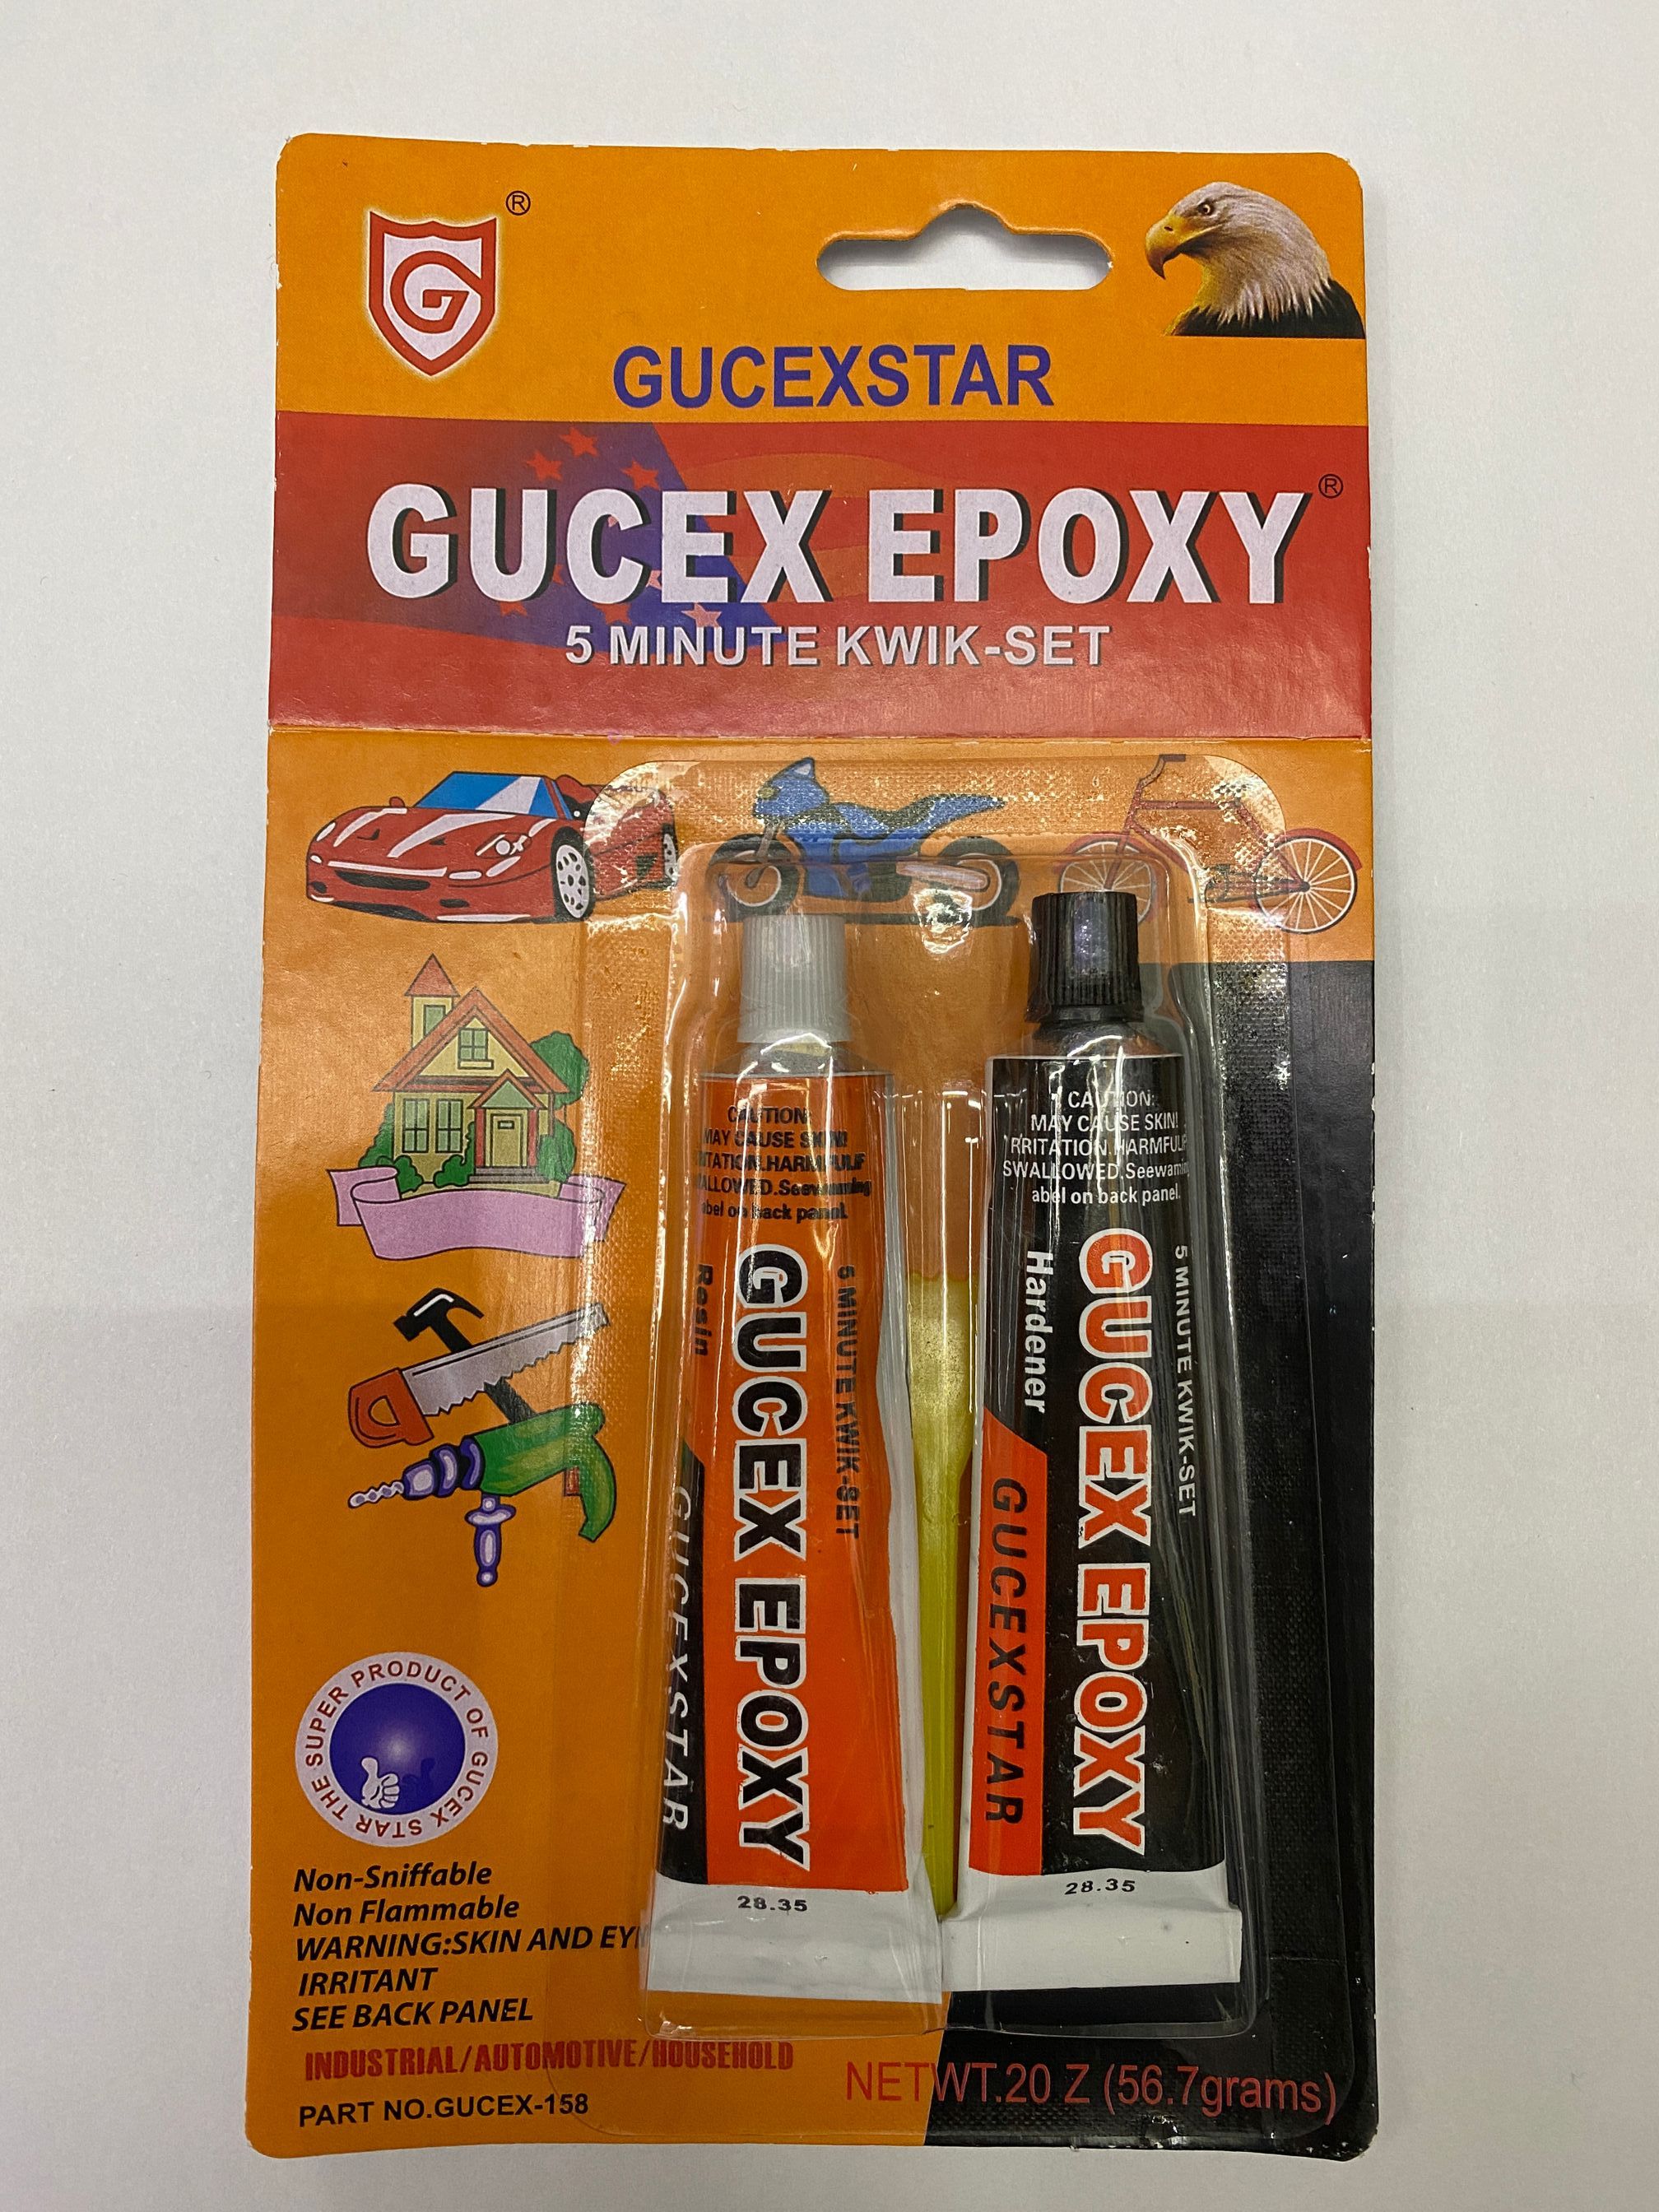 G ®
GUCEXSTAR
GUCEX EPOXY ®
5 MINUTE KWIK-SET
CAUTION:
MAY CAUSE SKIN!
ITATION.HARMFULIF
ALLOWED.Seewarning
abel on back panel.
Resin
GUCEX EPOXY
5 MINUTE KWIK-SET
GUCEXSTAR
28.35
CAUTION:
MAY CAUSE SKIN!
RRITATION.HARMFULIF
SWALLOWED.Seewarnin
abel on back panel.
Hardener
GUCEX EPOXY
5 MINUTE KWIK-SET
GUCEXSTAR
28.35
THE SUPER PRODUCT OF GUCEX STAR
Non-Sniffable
Non Flammable
WARNING:SKIN AND EY
IRRITANT
SEE BACK PANEL
INDUSTRIAL/AUTOMOTIVE/HOUSEHOLD
PART NO.GUCEX-158
NETWT.20 Z (56.7grams)